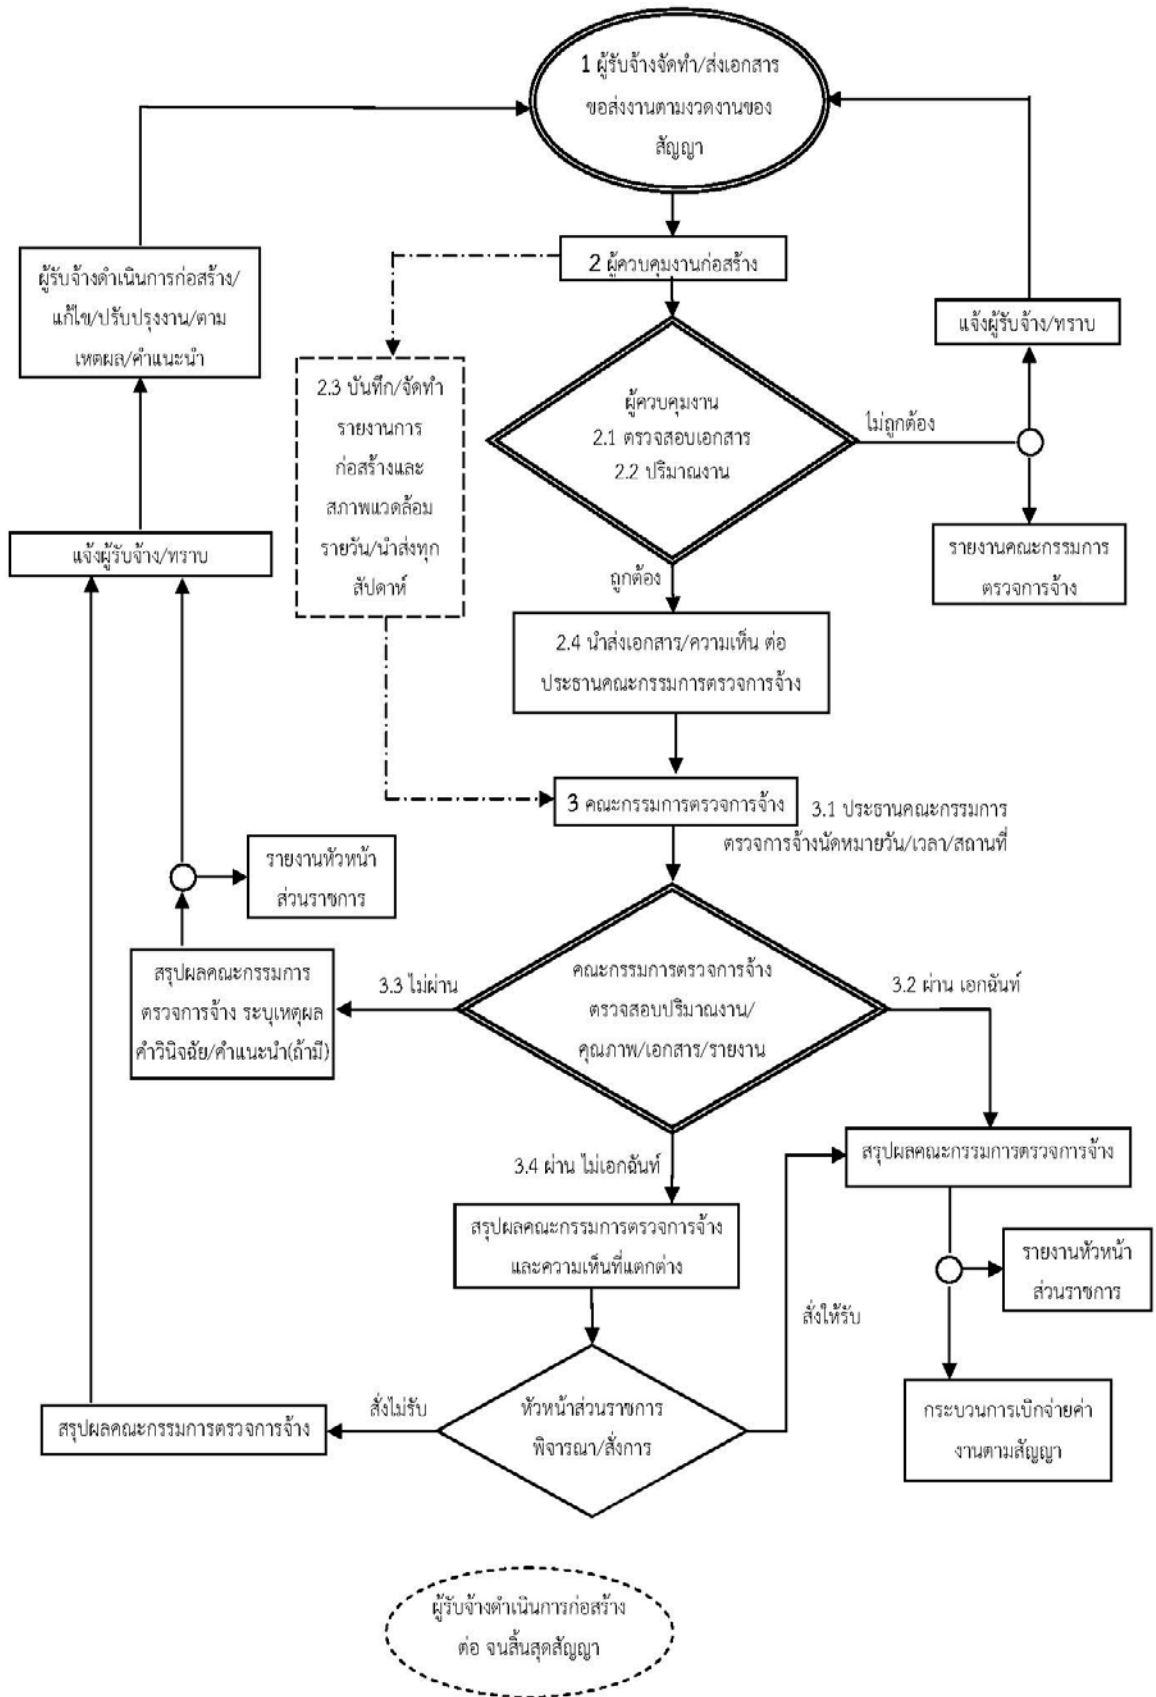 1 ผู้รับจ้างจัดทำ/ส่งเอกสาร
ขอส่งงานตามงวดงานของ
สัญญา
2 ผู้ควบคุมงานก่อสร้าง
ผู้รับจ้างดำเนินการก่อสร้าง/
แก้ไข/ปรับปรุงงาน/ตาม
เหตผล/คำแนะนำ
แจ้งผู้รับจ้าง/ทราบ
2.3 บันทึก/จัดทำ
รายงานการ
ก่อสร้างและ
สภาพแวดล้อม
รายวัน/นำส่งทุก
สัปดาห์
ผู้ควบคุมงาน
2.1 ตรวจสอบเอกสาร
2.2 ปริมาณงาน
ไม่ถูกต้อง
รายงานคณะกรรมการ
ตรวจการจ้าง
แจ้งผู้รับจ้าง/ทราบ
ถูกต้อง
2.4 นำส่งเอกสาร/ความเห็น ต่อ
ประธานคณะกรรมการตรวจการจ้าง
3 คณะกรรมการตรวจการจ้าง
3.1 ประธานคณะกรรมการ
ตรวจการจ้างนัดหมายวัน/เวลา/สถานที่
รายงานหัวหน้า
ส่วนราชการ
สรุปผลคณะกรรมการ
ตรวจการจ้าง ระบุเหตุผล
คำวินิจฉัย/คำแนะนำ(ถ้ามี)
3.3 ไม่ผ่าน
คณะกรรมการตรวจการจ้าง
ตรวจสอบปริมาณงาน/
คุณภาพ/เอกสาร/รายงาน
3.2 ผ่าน เอกฉันท์
3.4 ผ่าน ไม่เอกฉันท์
สรุปผลคณะกรรมการตรวจการจ้าง
สรุปผลคณะกรรมการตรวจการจ้าง
และความเห็นที่แตกต่าง
รายงานหัวหน้า
ส่วนราชการ
สั่งให้รับ
สั่งไม่รับ
หัวหน้าส่วนราชการ
พิจารณา/สั่งการ
สรุปผลคณะกรรมการตรวจการจ้าง
กระบวนการเบิกจ่ายค่า
งานตามสัญญา
ผู้รับจ้างดำเนินการก่อสร้าง
ต่อ จนสิ้นสุดสัญญา